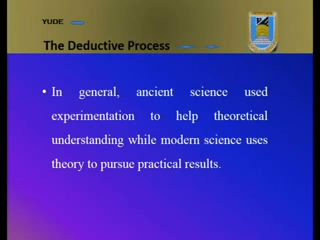 YUDE
The Deductive Process
• In general, ancient science used
experimentation to help theoretical
understanding while modern science uses
theory to pursue practical results.